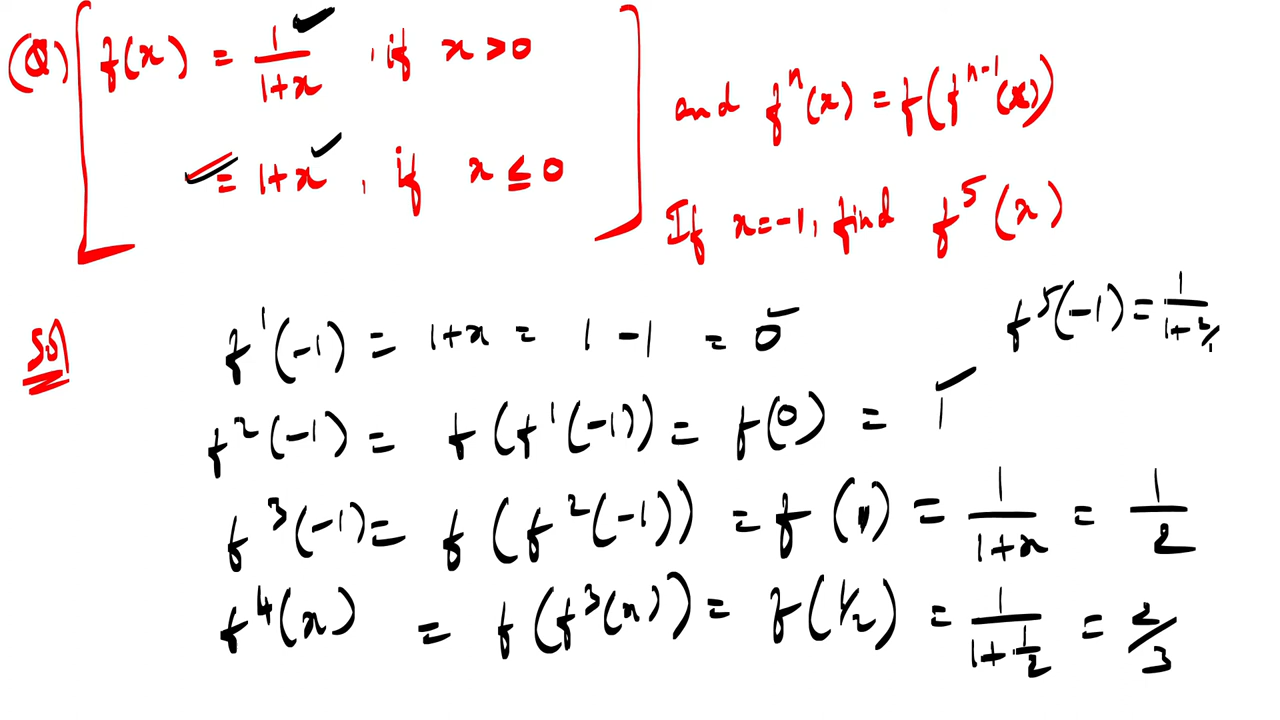 (Q) f(x) = 1/(1+x) , if x > 0
= 1+x , if x ≤ 0
and f^n(x) = f(f^(n-1)(x))
If x=-1, find f^5(x)
Sol
f^1(-1) = 1+x = 1-1 = 0
f^2(-1) = f(f^1(-1)) = f(0) = 1
f^3(-1) = f(f^2(-1)) = f(1) = 1/(1+x) = 1/2
f^4(x) = f(f^3(x)) = f(1/2) = 1/(1+1/2) = 2/3
f^5(-1) = 1/(1+2/